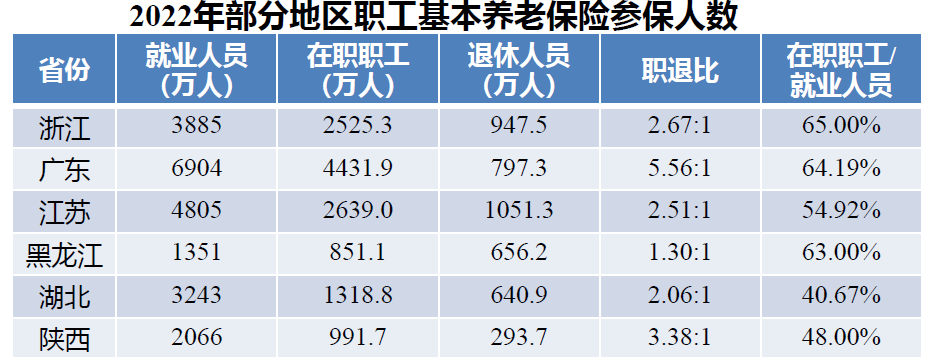 2022年部分地区职工基本养老保险参保人数
省份 就业人员（万人） 在职职工（万人） 退休人员（万人） 职退比 在职职工/就业人员
浙江 3885 2525.3 947.5 2.67:1 65.00%
广东 6904 4431.9 797.3 5.56:1 64.19%
江苏 4805 2639.0 1051.3 2.51:1 54.92%
黑龙江 1351 851.1 656.2 1.30:1 63.00%
湖北 3243 1318.8 640.9 2.06:1 40.67%
陕西 2066 991.7 293.7 3.38:1 48.00%